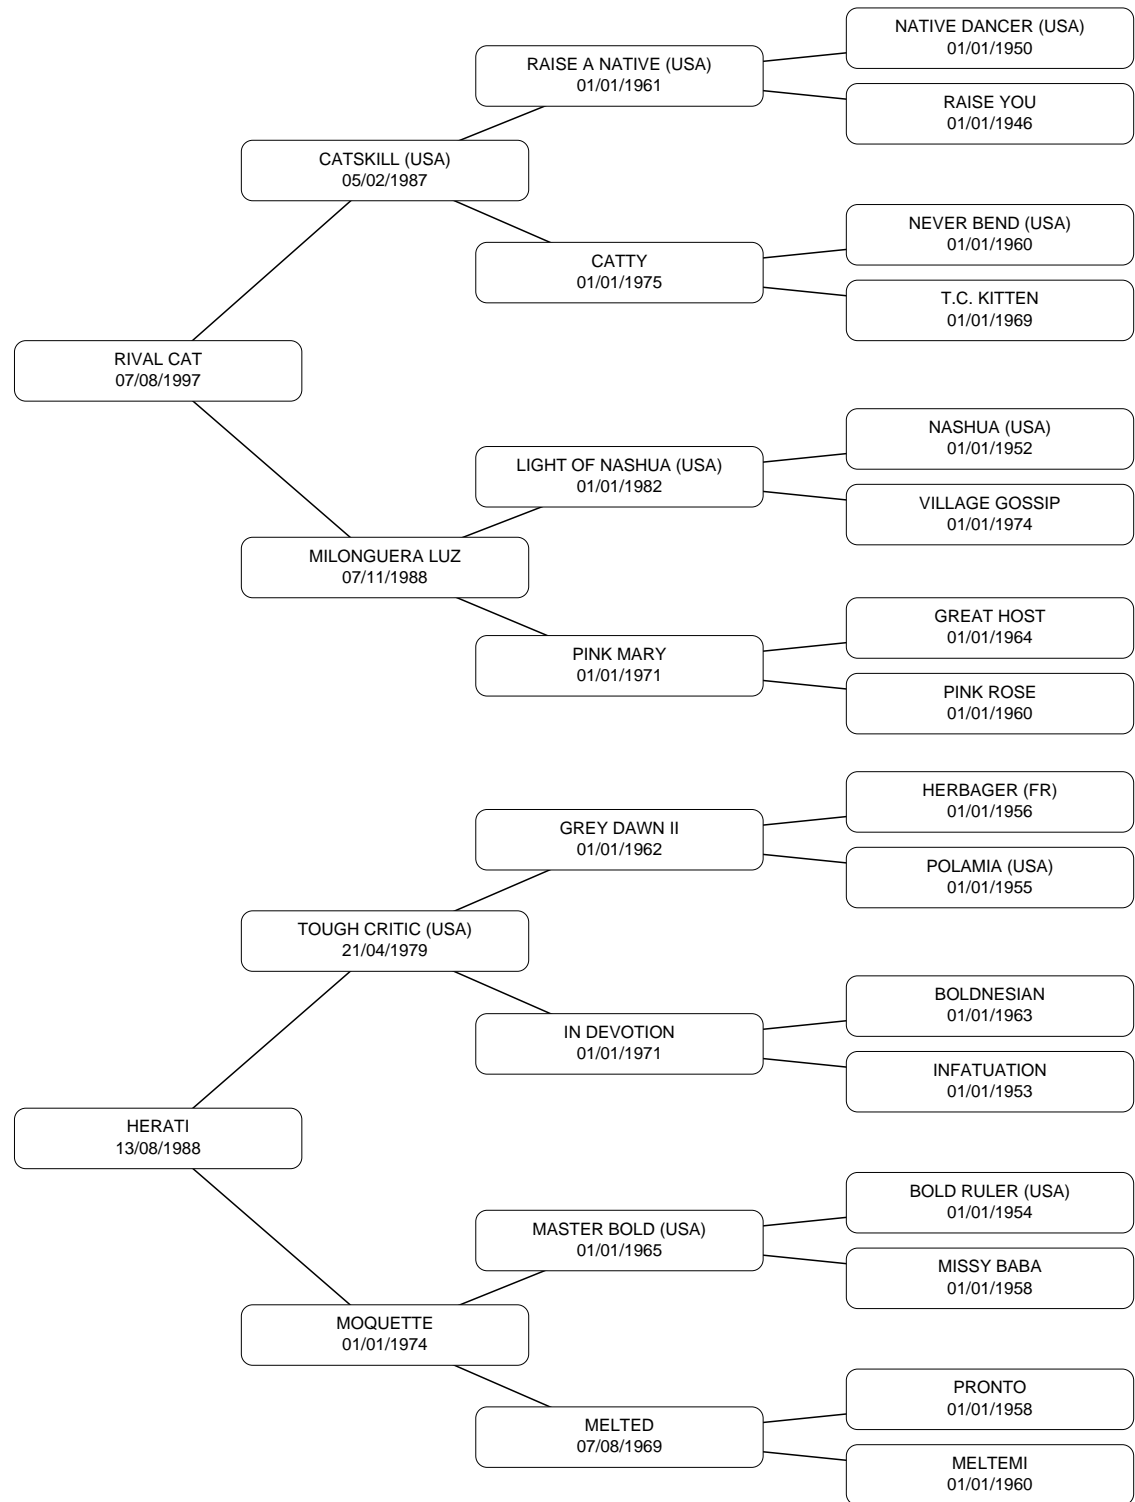 NATIVE DANCER (USA)
01/01/1950
RAISE A NATIVE (USA)
01/01/1961
RAISE YOU
01/01/1946
CATSKILL (USA)
05/02/1987
NEVER BEND (USA)
01/01/1960
CATTY
01/01/1975
T.C. KITTEN
01/01/1969
RIVAL CAT
07/08/1997
NASHUA (USA)
01/01/1952
LIGHT OF NASHUA (USA)
01/01/1982
VILLAGE GOSSIP
01/01/1974
MILONGUERA LUZ
07/11/1988
GREAT HOST
01/01/1964
PINK MARY
01/01/1971
PINK ROSE
01/01/1960
HERBAGER (FR)
01/01/1956
GREY DAWN II
01/01/1962
POLAMIA (USA)
01/01/1955
TOUGH CRITIC (USA)
21/04/1979
BOLDNESIAN
01/01/1963
IN DEVOTION
01/01/1971
INFATUATION
01/01/1953
HERATI
13/08/1988
BOLD RULER (USA)
01/01/1954
MASTER BOLD (USA)
01/01/1965
MISSY BABA
01/01/1958
MOQUETTE
01/01/1974
PRONTO
01/01/1958
MELTED
07/08/1969
MELTEMI
01/01/1960